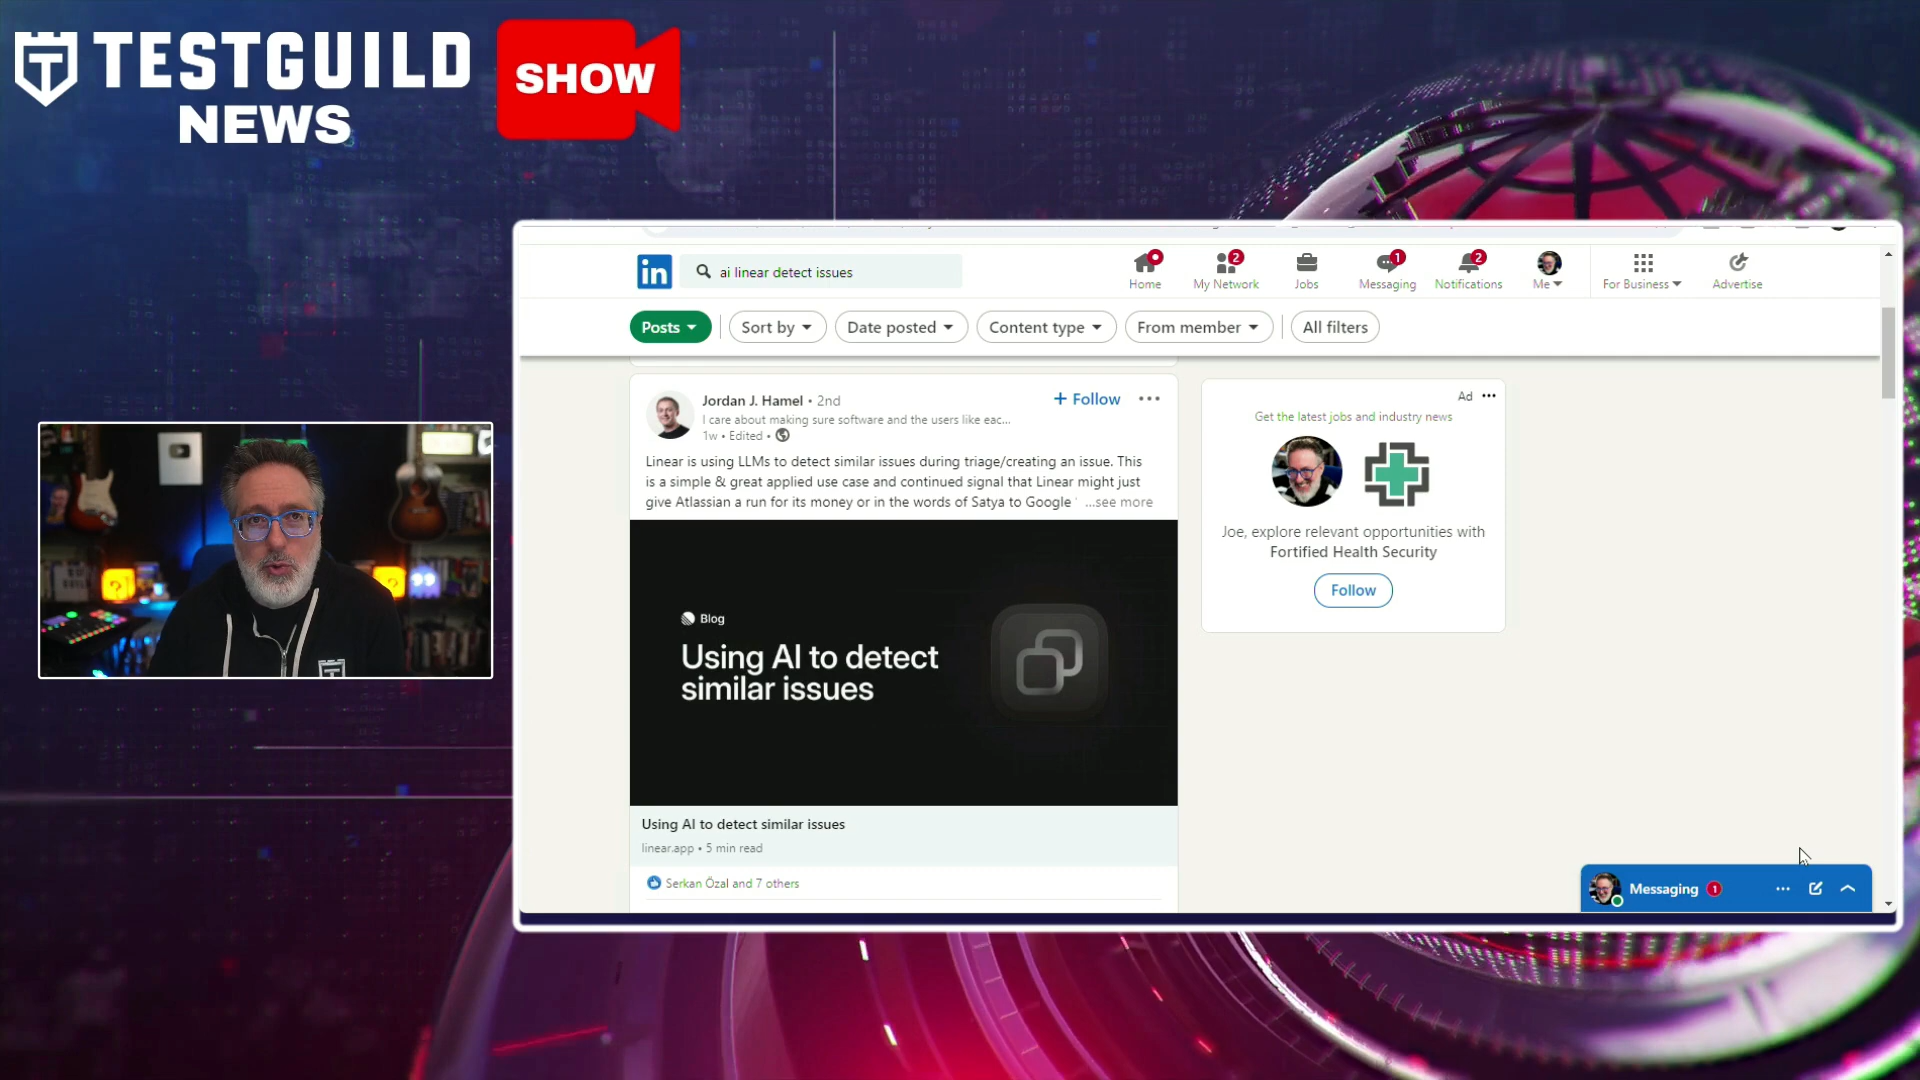 TESTGUILD
NEWS
SHOW
in
ai linear detect issues
Home
2
My Network
Jobs
1
Messaging
2
Notifications
Me
For Business
Advertise
Posts
Sort by
Date posted
Content type
From member
All filters
Jordan J. Hamel • 2nd
+ Follow
I care about making sure software and the users like eac...
1w • Edited •
Linear is using LLMs to detect similar issues during triage/creating an issue. This
is a simple & great applied use case and continued signal that Linear might just
give Atlassian a run for its money or in the words of Satya to Google ' ...see more
Blog
Using AI to detect
similar issues
Using AI to detect similar issues
linear.app • 5 min read
Serkan Özal and 7 others
Ad
Get the latest jobs and industry news
Joe, explore relevant opportunities with
Fortified Health Security
Follow
Messaging 1